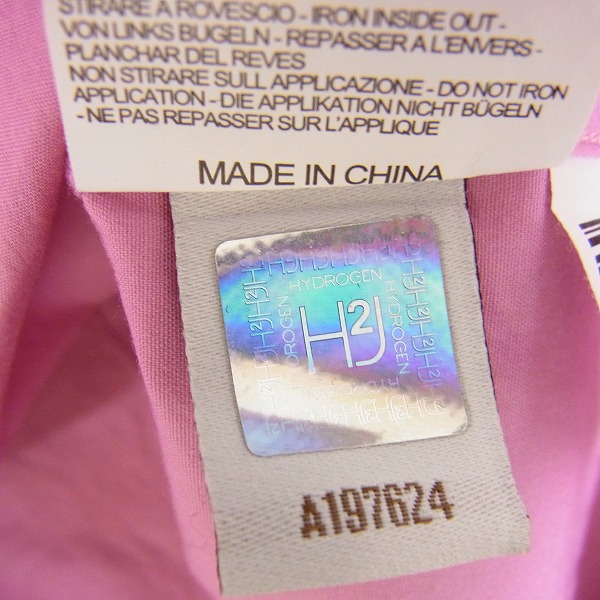 STIRARE A ROVESCIO - IRON INSIDE OUT -
VON LINKS BUGELN - REPASSER A L'ENVERS -
PLANCHAR DEL REVES
NON STIRARE SULL APPLICAZIONE - DO NOT IRON
APPLICATION - DIE APPLIKATION NICHT BÜGELN
- NE PAS REPASSER SUR L'APPLIQUE
MADE IN CHINA
HYDROGEN
HYDROGEN
H2J
HYDROGEN
A197624